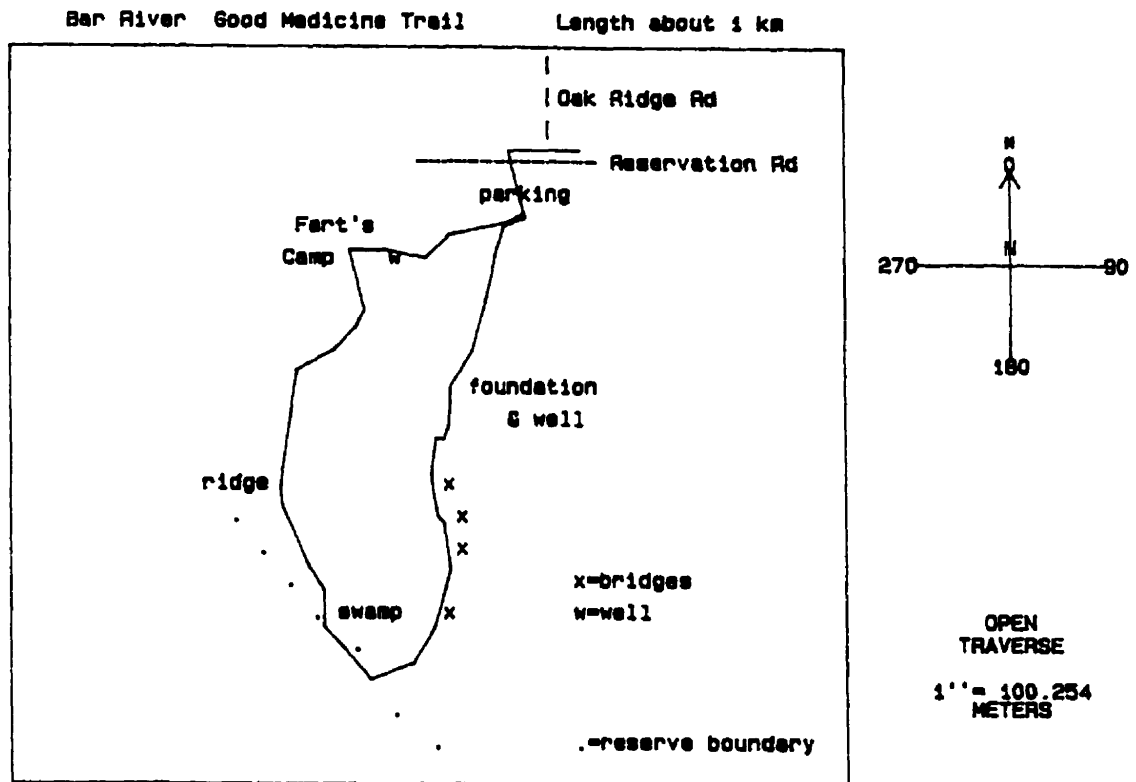 Bar River Good Medicine Trail Length about 1 km
Oak Ridge Rd
Reservation Rd
parking
Fart's
Camp w
foundation
& well
ridge
x
x
x
x=bridges
swamp x
w=well
.=reserve boundary
N
0
N
270 90
180
OPEN
TRAVERSE
1''= 100.254
METERS